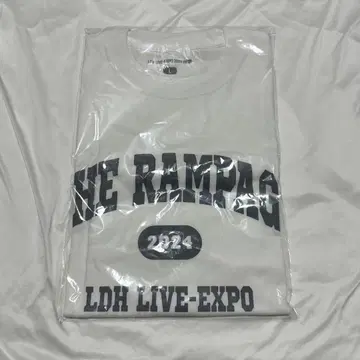 HE RAMPAG
2024
LDH LIVE-EXPO